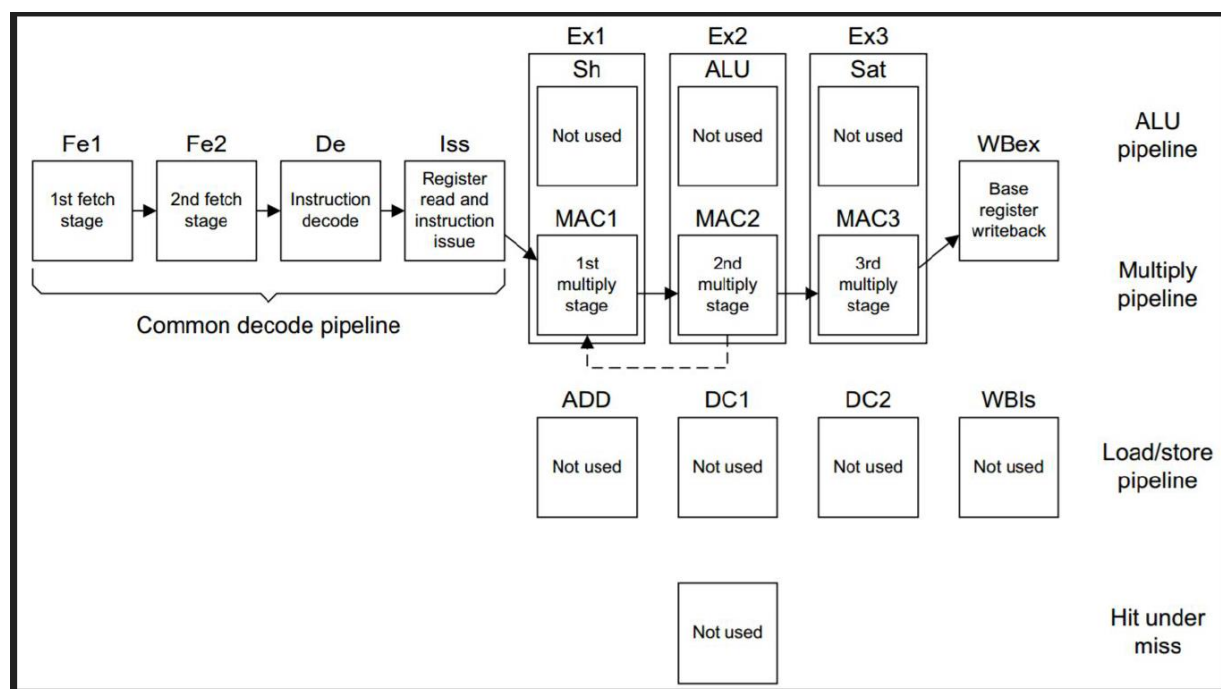 Ex1 Ex2 Ex3
Sh ALU Sat
Not used Not used Not used
ALU
pipeline
Fe1 Fe2 De Iss WBex
1st fetch
stage
2nd fetch
stage
Instruction
decode
Register
read and
instruction
issue
Base
register
writeback
MAC1 MAC2 MAC3
1st
multiply
stage
2nd
multiply
stage
3rd
multiply
stage
Multiply
pipeline
Common decode pipeline
ADD DC1 DC2 WBls
Not used Not used Not used Not used
Load/store
pipeline
Not used
Hit under
miss